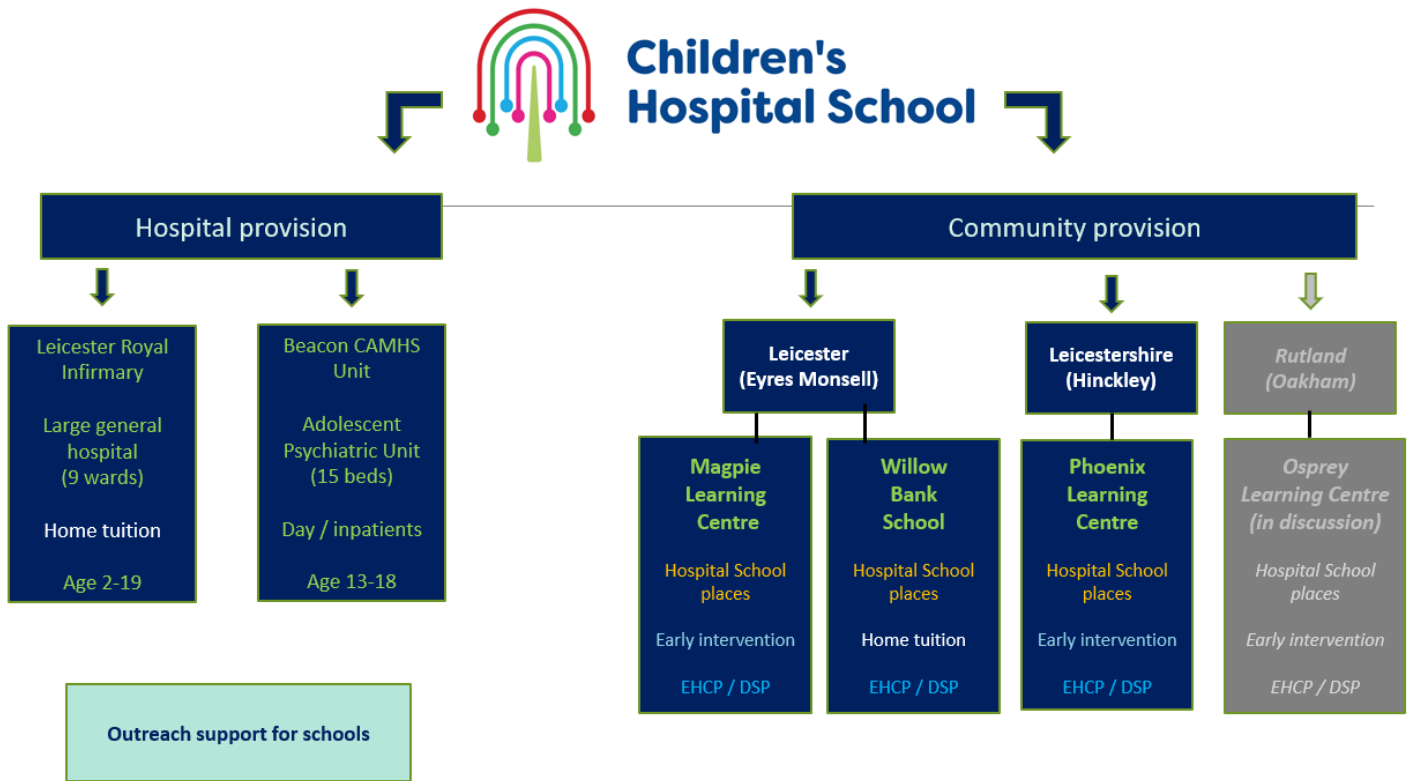 Children's
Hospital School
Hospital provision
Community provision
Leicester Royal
Infirmary
Large general
hospital
(9 wards)
Home tuition
Age 2-19
Beacon CAMHS
Unit
Adolescent
Psychiatric Unit
(15 beds)
Day / inpatients
Age 13-18
Leicester
(Eyres Monsell)
Magpie
Learning
Centre
Hospital School
places
Early intervention
EHCP / DSP
Willow
Bank
School
Hospital School
places
Home tuition
EHCP / DSP
Leicestershire
(Hinckley)
Phoenix
Learning
Centre
Hospital School
places
Early intervention
EHCP / DSP
Rutland
(Oakham)
Osprey
Learning Centre
(in discussion)
Hospital School
places
Early intervention
EHCP / DSP
Outreach support for schools